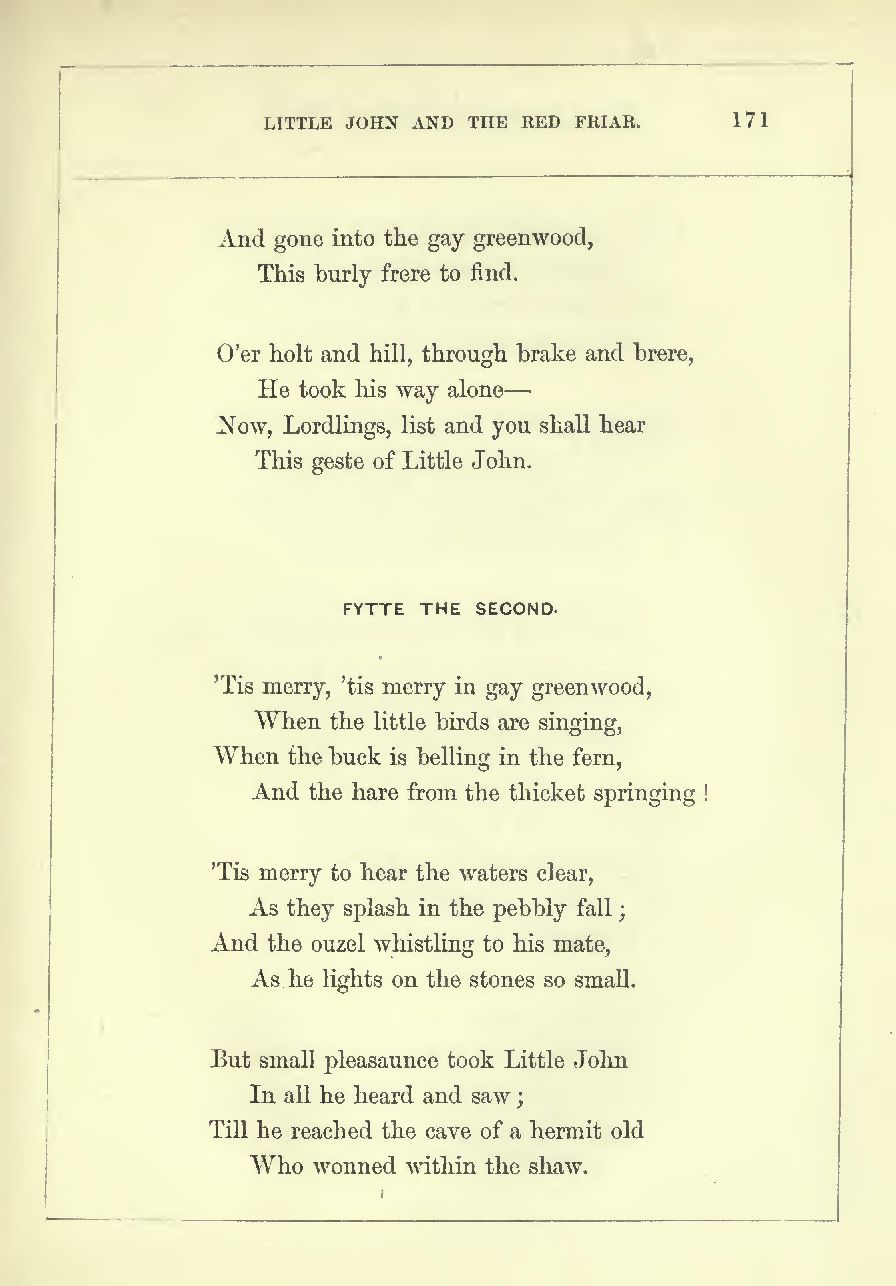 LITTLE JOHN AND THE RED FRIAR. 171
And gone into the gay greenwood,
This burly frere to find.
O'er holt and hill, through brake and brere,
He took his way alone—
Now, Lordlings, list and you shall hear
This geste of Little John.
FYTTE THE SECOND.
'Tis merry, 'tis merry in gay greenwood,
When the little birds are singing,
When the buck is belling in the fern,
And the hare from the thicket springing!
'Tis merry to hear the waters clear,
As they splash in the pebbly fall;
And the ouzel whistling to his mate,
As he lights on the stones so small.
But small pleasaunce took Little John
In all he heard and saw;
Till he reached the cave of a hermit old
Who wonned within the shaw.